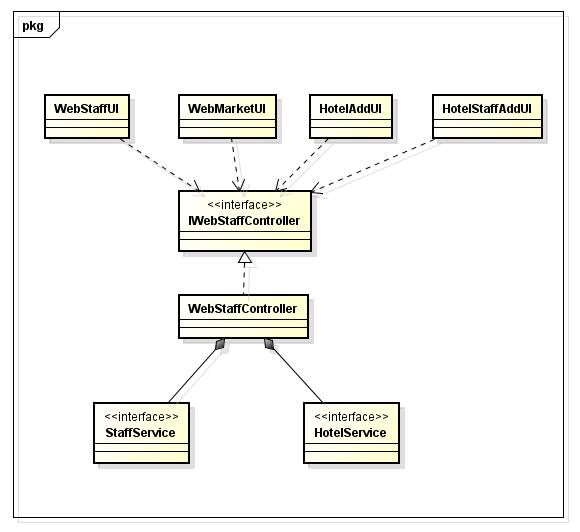 pkg
WebStaffUI
WebMarketUI
HotelAddUI
HotelStaffAddUI
<<interface>>
IWebStaffController
WebStaffController
<<interface>>
StaffService
<<interface>>
HotelService